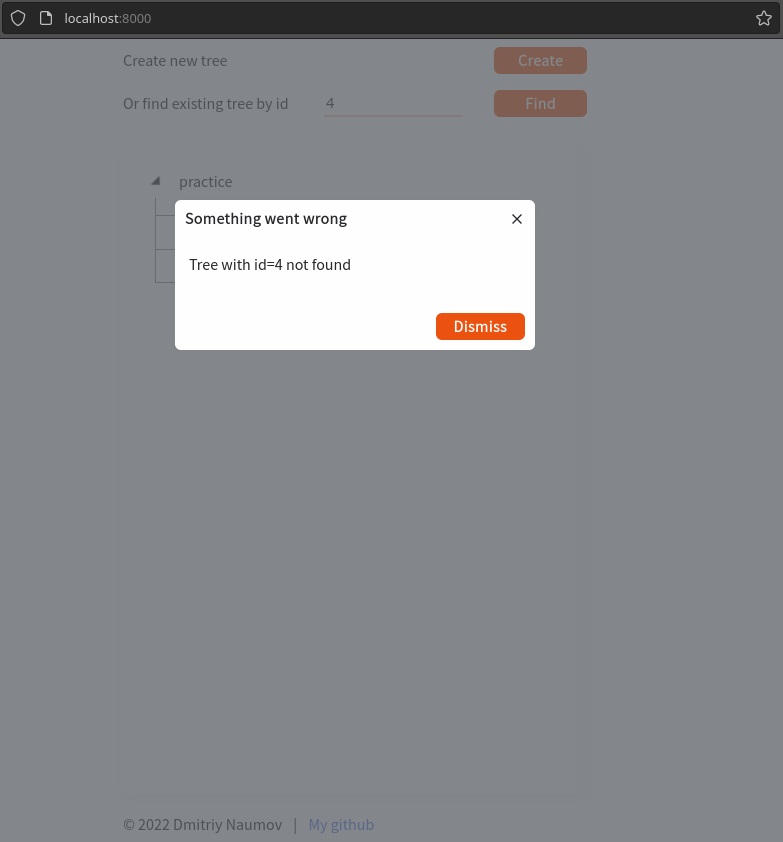 localhost:8000
Create new tree Create
Or find existing tree by id 4 Find
practice
Something went wrong
Tree with id=4 not found
Dismiss
© 2022 Dmitriy Naumov | My github